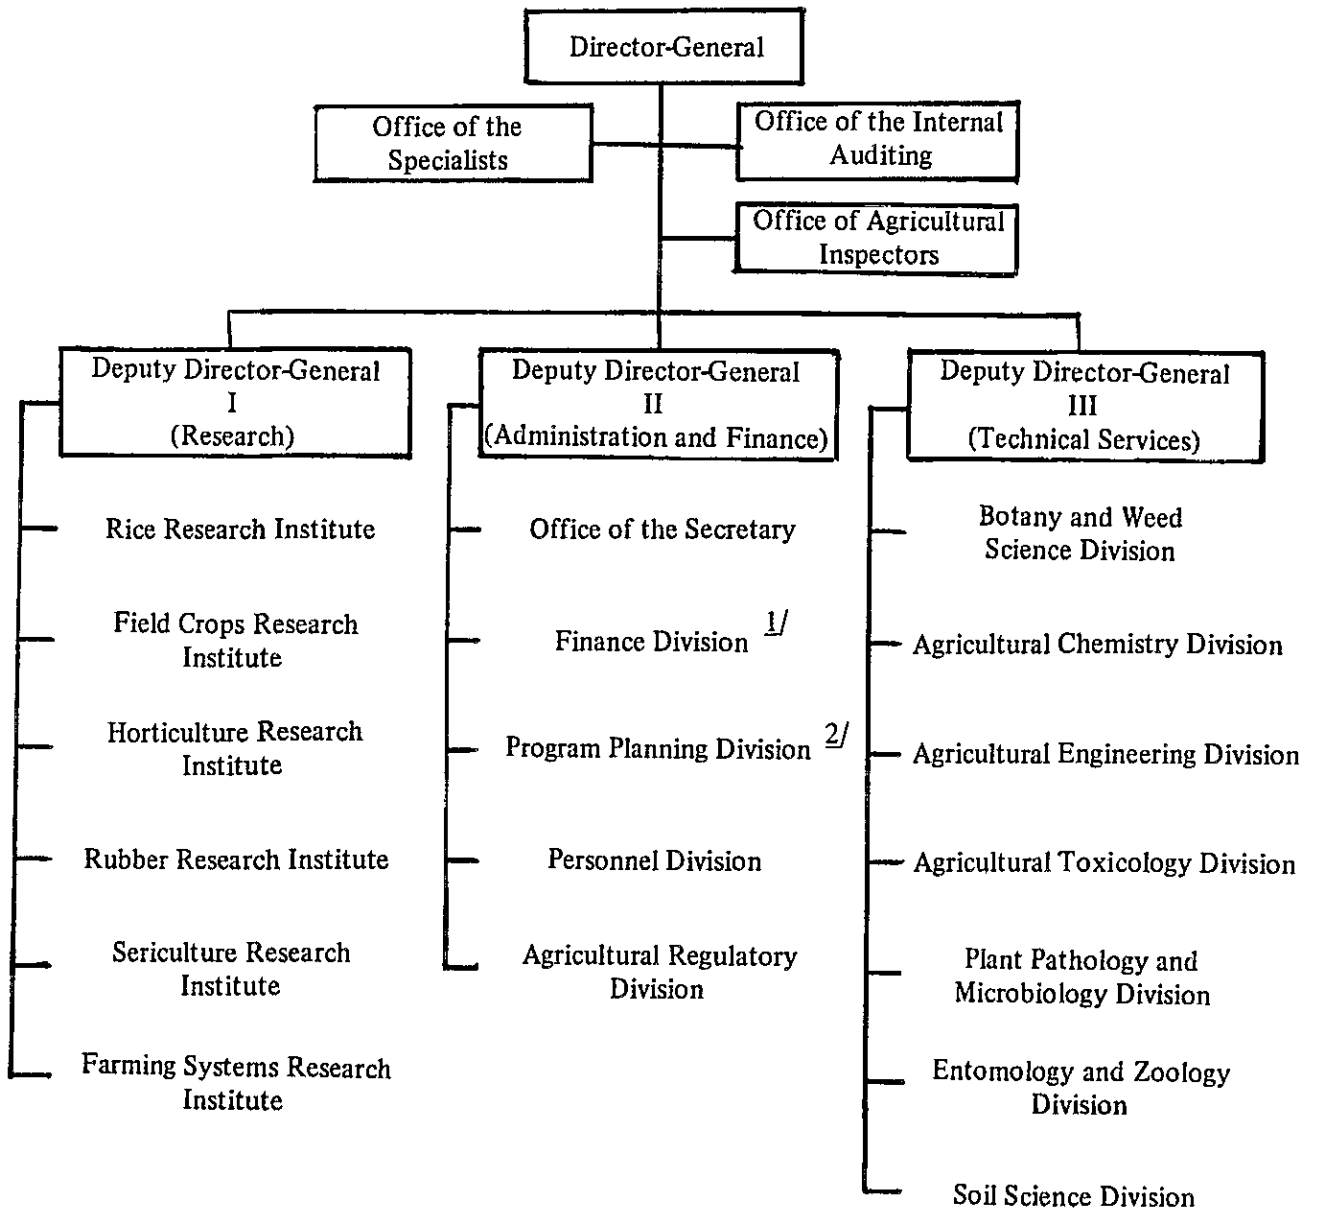 Director-General
Office of the
Specialists
Office of the Internal
Auditing
Office of Agricultural
Inspectors
Deputy Director-General
I
(Research)
Rice Research Institute
Field Crops Research
Institute
Horticulture Research
Institute
Rubber Research Institute
Sericulture Research
Institute
Farming Systems Research
Institute
Deputy Director-General
II
(Administration and Finance)
Office of the Secretary
Finance Division 1/
Program Planning Division 2/
Personnel Division
Agricultural Regulatory
Division
Deputy Director-General
III
(Technical Services)
Botany and Weed
Science Division
Agricultural Chemistry Division
Agricultural Engineering Division
Agricultural Toxicology Division
Plant Pathology and
Microbiology Division
Entomology and Zoology
Division
Soil Science Division